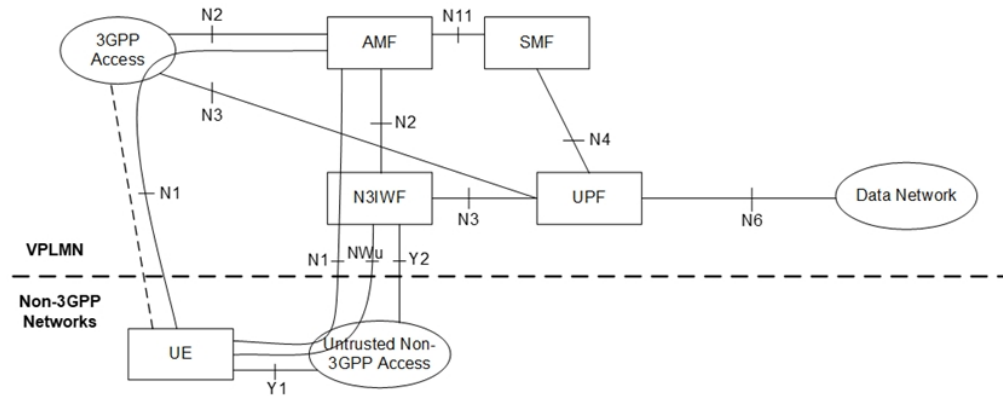 N2
N11
3GPP
Access
AMF
SMF
N3
N2
N4
N1
N3IWF
N3
UPF
N6
Data Network
VPLMN
N1
NWu
Y2
Non-3GPP
Networks
UE
Untrusted Non-
3GPP Access
Y1